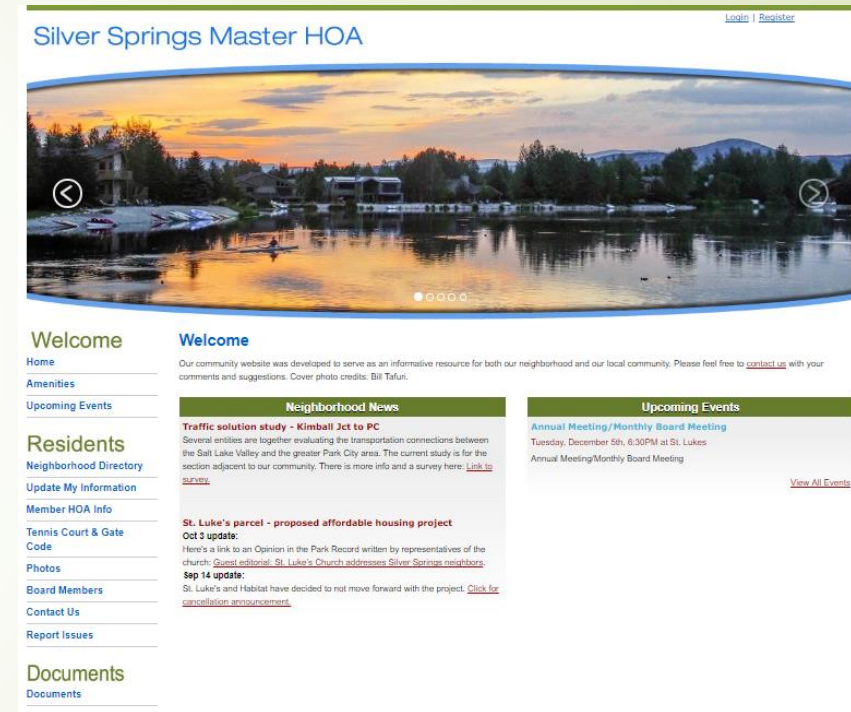 Login | Register
Silver Springs Master HOA
Welcome
Home
Amenities
Upcoming Events
Residents
Neighborhood Directory
Update My Information
Member HOA Info
Tennis Court & Gate
Code
Photos
Board Members
Contact Us
Report Issues
Documents
Documents
Welcome
Our community website was developed to serve as an informative resource for both our neighborhood and our local community. Please feel free to contact us with your
comments and suggestions. Cover photo credits: Bill Tafuri.
Neighborhood News
Traffic solution study - Kimball Jct to PC
Several entities are together evaluating the transportation connections between
the Salt Lake Valley and the greater Park City area. The current study is for the
section adjacent to our community. There is more info and a survey here: Link to
survey.
St. Luke's parcel - proposed affordable housing project
Oct 3 update:
Here's a link to an Opinion in the Park Record written by representatives of the
church: Guest editorial: St. Luke's Church addresses Silver Springs neighbors.
Sep 14 update:
St. Luke's and Habitat have decided to not move forward with the project. Click for
cancellation announcement.
Upcoming Events
Annual Meeting/Monthly Board Meeting
Tuesday, December 5th, 6:30PM at St. Lukes
Annual Meeting/Monthly Board Meeting
View All Events